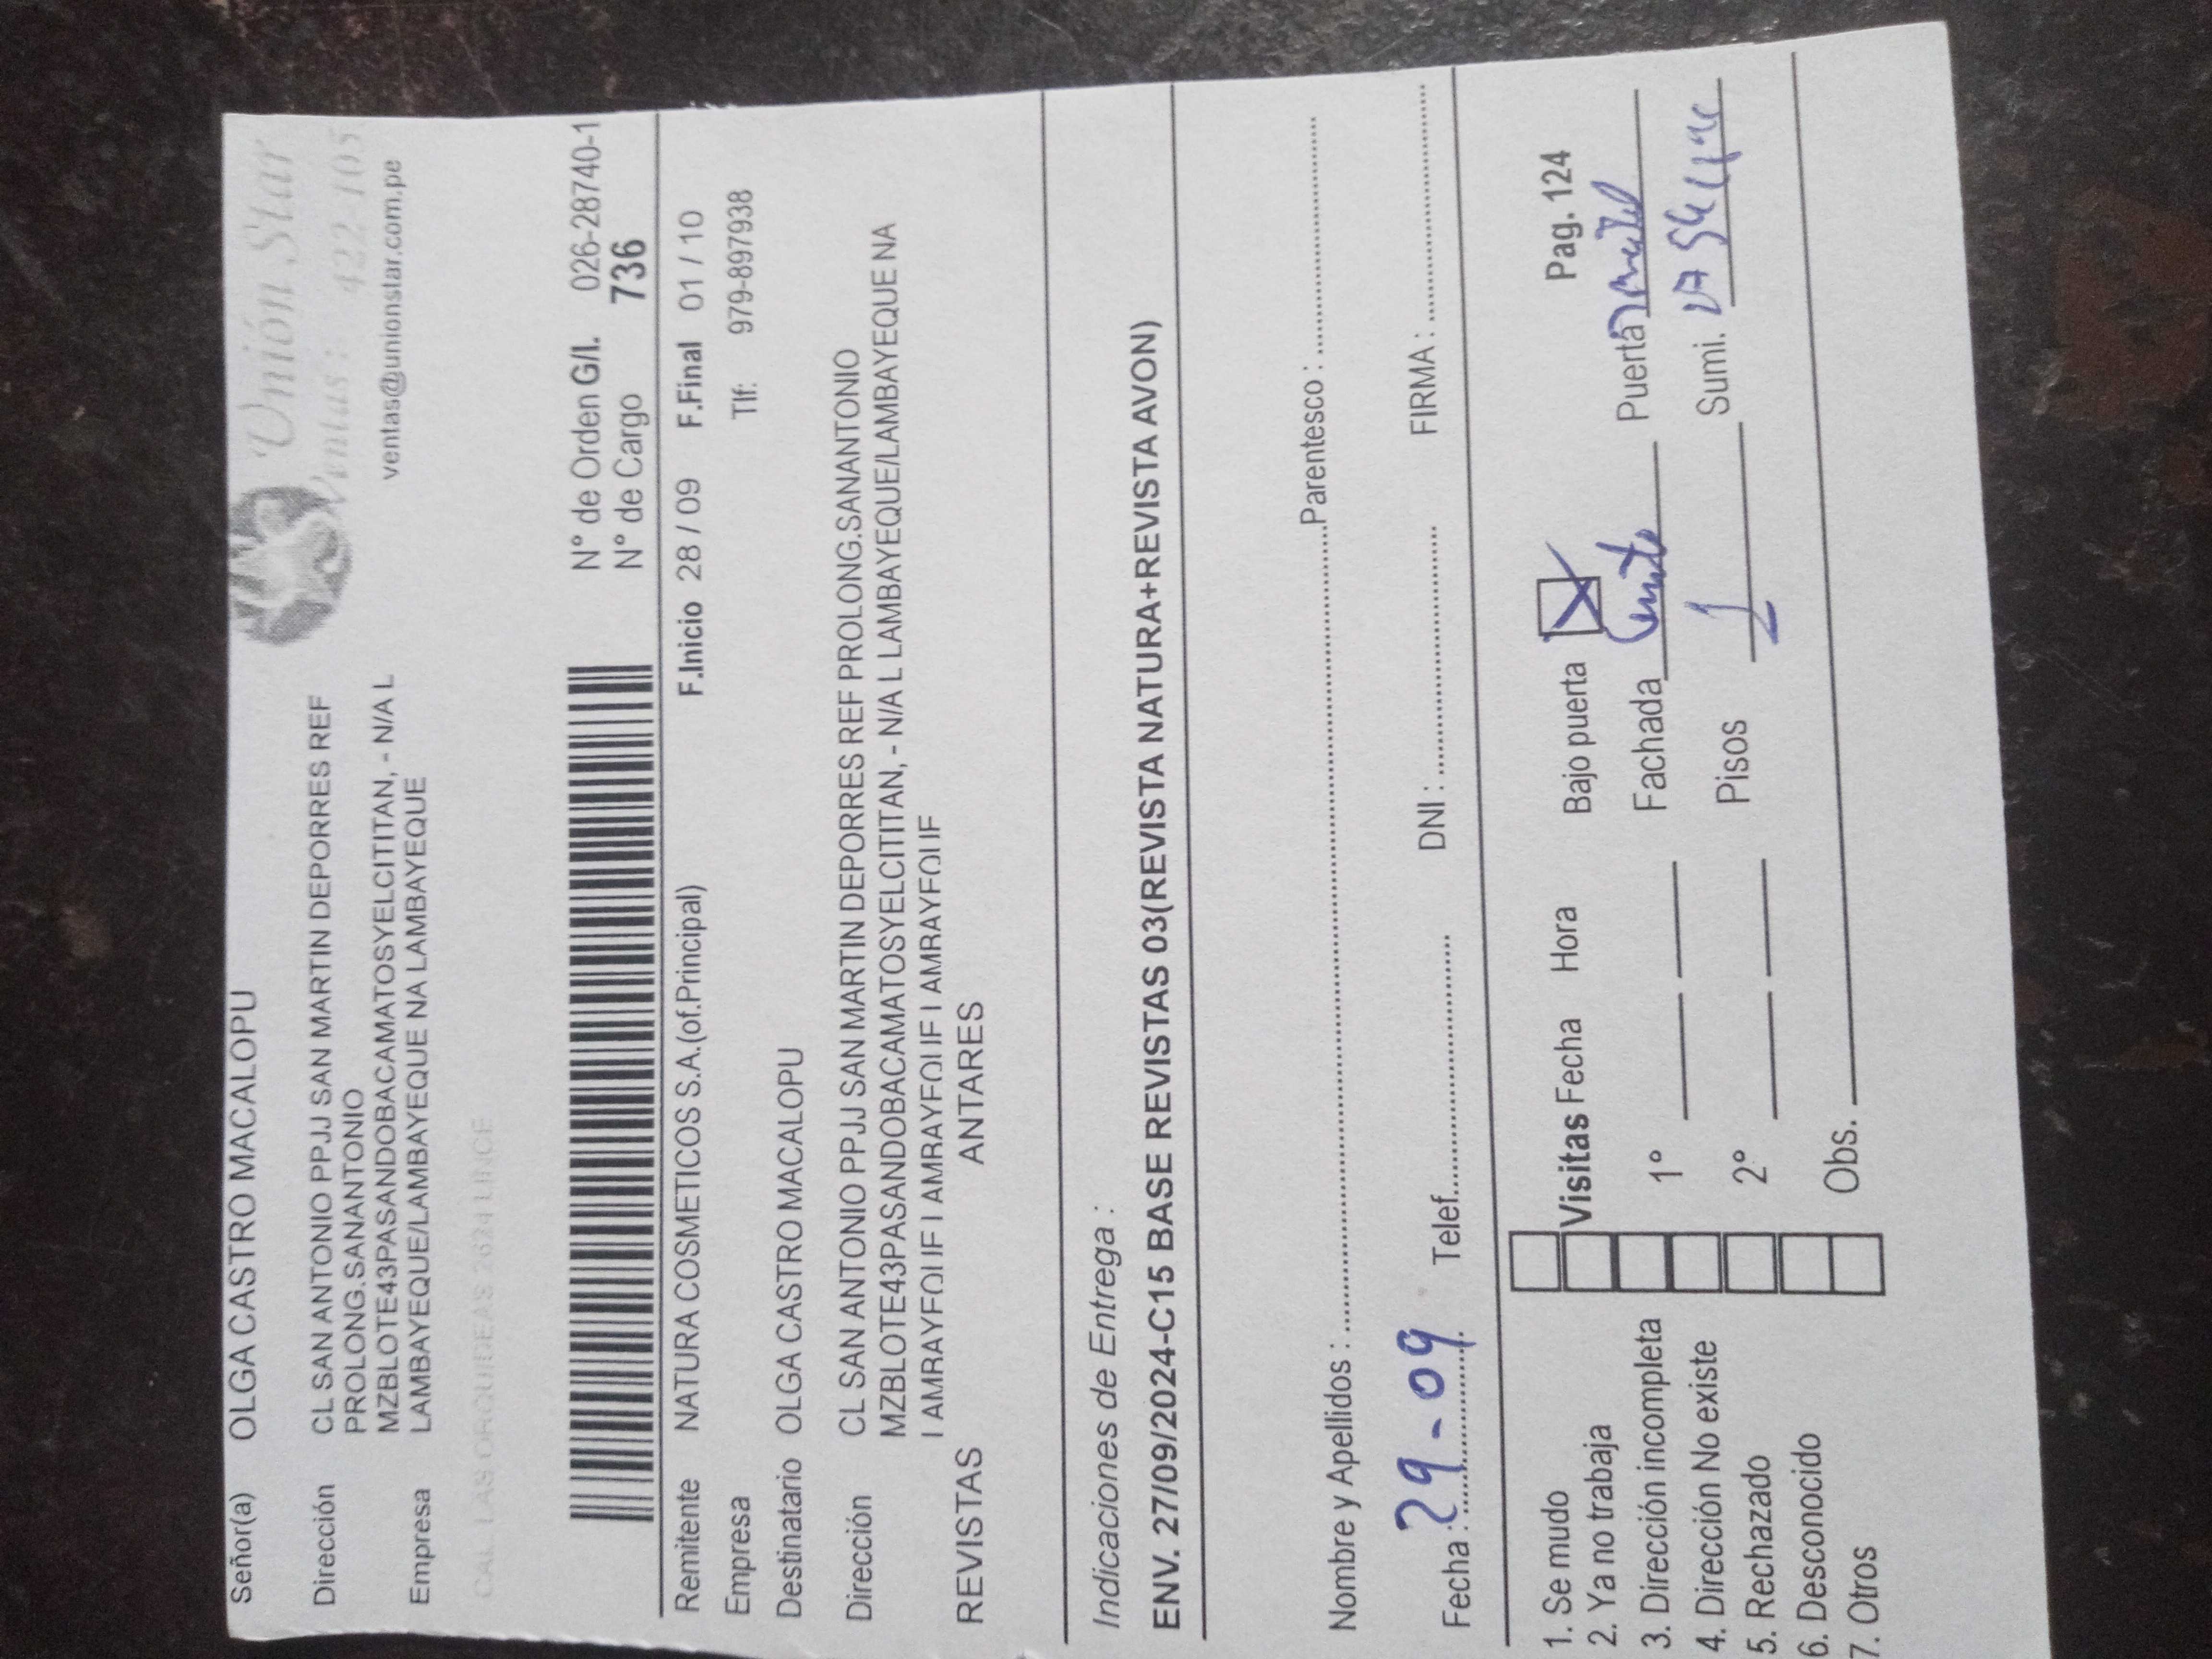 Señor(a) OLGA CASTRO MACALOPU
Unión Star
Ventas: 422-105
ventas@unionstar.com.pe
Dirección CL SAN ANTONIO PPJJ SAN MARTIN DEPORRES REF
PROLONG.SANANTONIO
MZBLOTE43PASANDOBACAMATOSYELCITITAN, - N/A L
Empresa LAMBAYEQUE/LAMBAYEQUE NA LAMBAYEQUE
CAL LAS ORQUIDEAS 2634 LINCE
N° de Orden G/I. 026-28740-1
N° de Cargo 736
Remitente NATURA COSMETICOS S.A.(of.Principal) F.Inicio 28 / 09 F.Final 01 / 10
Empresa Tlf: 979-897938
Destinatario OLGA CASTRO MACALOPU
Dirección CL SAN ANTONIO PPJJ SAN MARTIN DEPORRES REF PROLONG.SANANTONIO
MZBLOTE43PASANDOBACAMATOSYELCITITAN, - N/A L LAMBAYEQUE/LAMBAYEQUE NA
REVISTAS ANTARES
Indicaciones de Entrega :
ENV. 27/09/2024-C15 BASE REVISTAS 03(REVISTA NATURA+REVISTA AVON)
Nombre y Apellidos : Parentesco :
Fecha : 29-09 Telef. DNI : FIRMA :
1. Se mudo
2. Ya no trabaja
3. Dirección incompleta
4. Dirección No existe
5. Rechazado
6. Desconocido
7. Otros
Visitas Fecha Hora
1°
2°
Obs.
Bajo puerta X Pag. 124
Fachada Puerta
Pisos 1 Sumi.